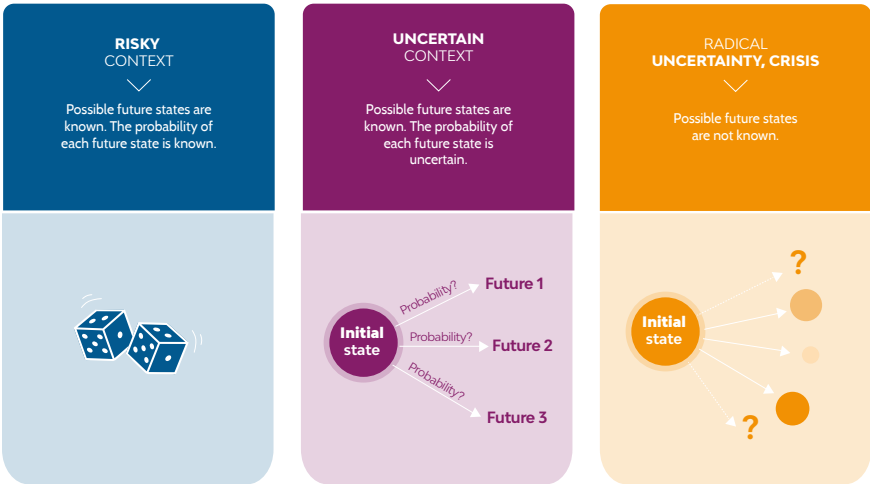 RISKY
CONTEXT
Possible future states are
known. The probability of
each future state is known.
UNCERTAIN
CONTEXT
Possible future states are
known. The probability of
each future state is
uncertain.
Probability?
Future 1
Initial
state
Probability?
Future 2
Probability?
Future 3
RADICAL
UNCERTAINTY, CRISIS
Possible future states
are not known.
?
Initial
state
?